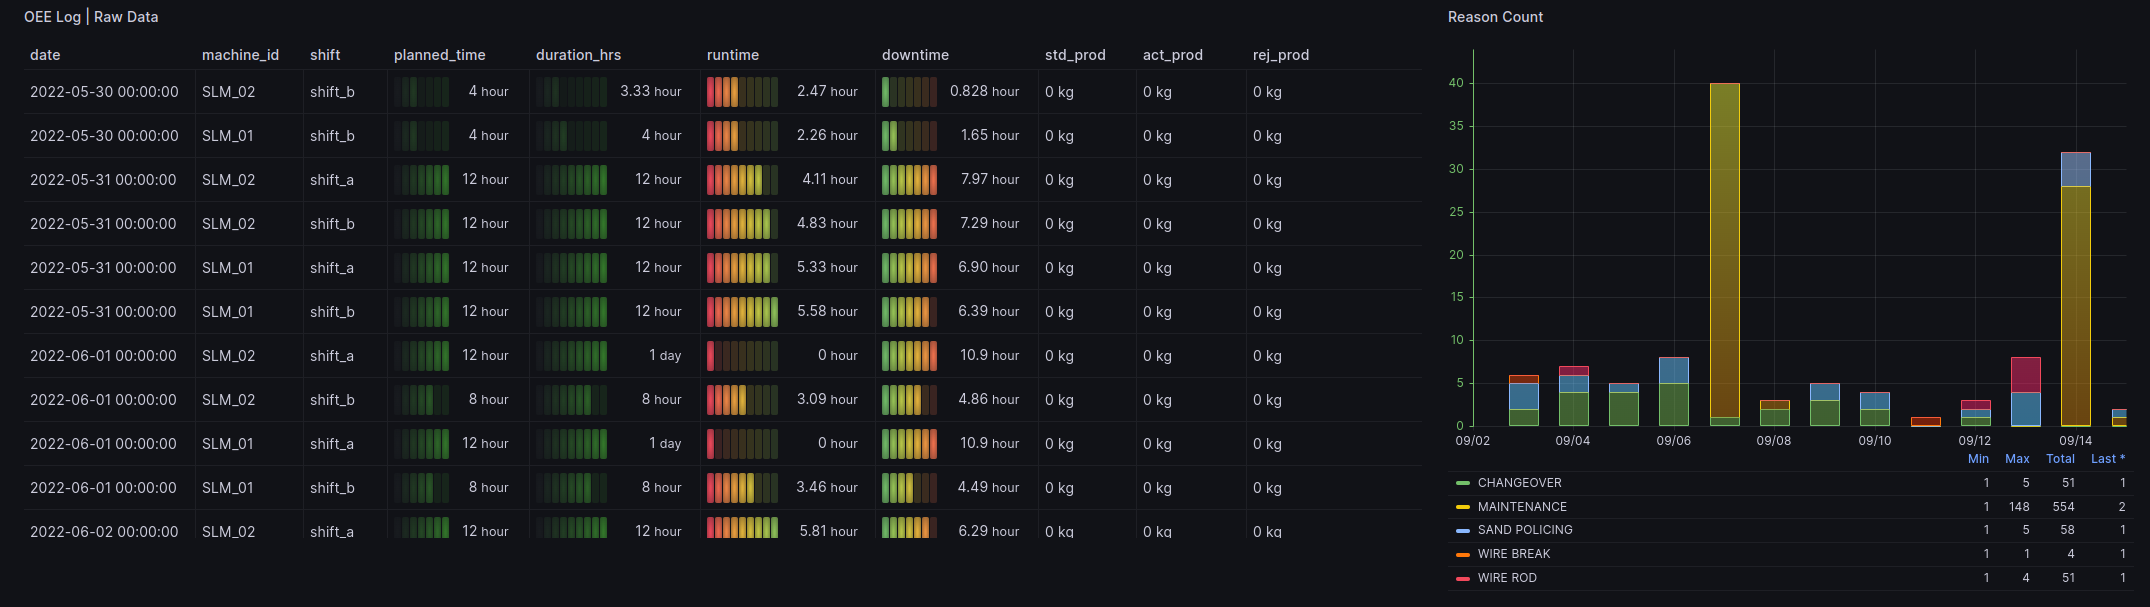 OEE Log | Raw Data
date machine_id shift planned_time duration_hrs runtime downtime std_prod act_prod rej_prod
2022-05-30 00:00:00 SLM_02 shift_b 4 hour 3.33 hour 2.47 hour 0.828 hour 0 kg 0 kg 0 kg
2022-05-30 00:00:00 SLM_01 shift_b 4 hour 4 hour 2.26 hour 1.65 hour 0 kg 0 kg 0 kg
2022-05-31 00:00:00 SLM_02 shift_a 12 hour 12 hour 4.11 hour 7.97 hour 0 kg 0 kg 0 kg
2022-05-31 00:00:00 SLM_02 shift_b 12 hour 12 hour 4.83 hour 7.29 hour 0 kg 0 kg 0 kg
2022-05-31 00:00:00 SLM_01 shift_a 12 hour 12 hour 5.33 hour 6.90 hour 0 kg 0 kg 0 kg
2022-05-31 00:00:00 SLM_01 shift_b 12 hour 12 hour 5.58 hour 6.39 hour 0 kg 0 kg 0 kg
2022-06-01 00:00:00 SLM_02 shift_a 12 hour 1 day 0 hour 10.9 hour 0 kg 0 kg 0 kg
2022-06-01 00:00:00 SLM_02 shift_b 8 hour 8 hour 3.09 hour 4.86 hour 0 kg 0 kg 0 kg
2022-06-01 00:00:00 SLM_01 shift_a 12 hour 1 day 0 hour 10.9 hour 0 kg 0 kg 0 kg
2022-06-01 00:00:00 SLM_01 shift_b 8 hour 8 hour 3.46 hour 4.49 hour 0 kg 0 kg 0 kg
2022-06-02 00:00:00 SLM_02 shift_a 12 hour 12 hour 5.81 hour 6.29 hour 0 kg 0 kg 0 kg
Reason Count
40
35
30
25
20
15
10
5
0
09/02 09/04 09/06 09/08 09/10 09/12 09/14
Min Max Total Last *
CHANGEOVER 1 5 51 1
MAINTENANCE 1 148 554 2
SAND POLICING 1 5 58 1
WIRE BREAK 1 1 4 1
WIRE ROD 1 4 51 1